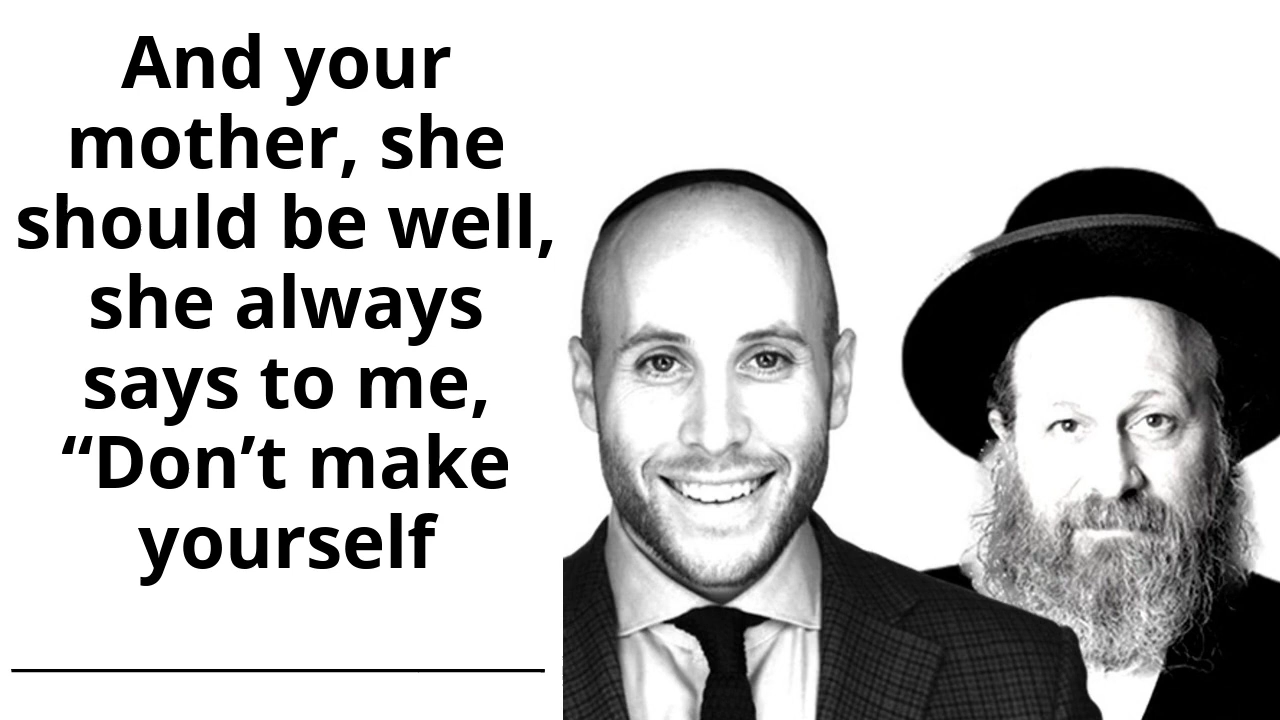 And your
mother, she
should be well,
she always
says to me,
“Don’t make
yourself